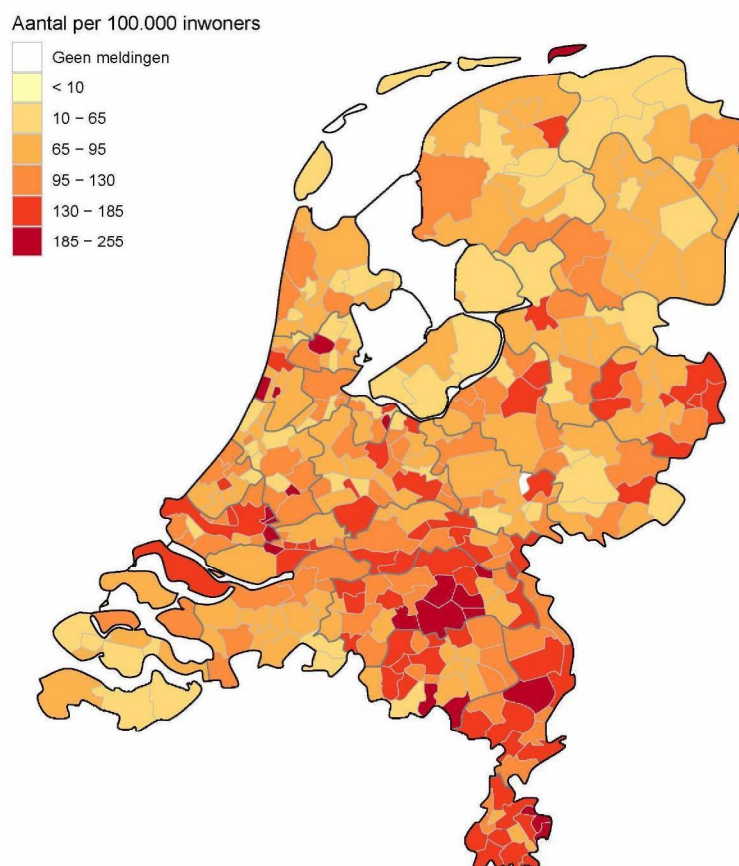 Aantal per 100.000 inwoners
Geen meldingen
< 10
10 − 65
65 − 95
95 − 130
130 − 185
185 − 255